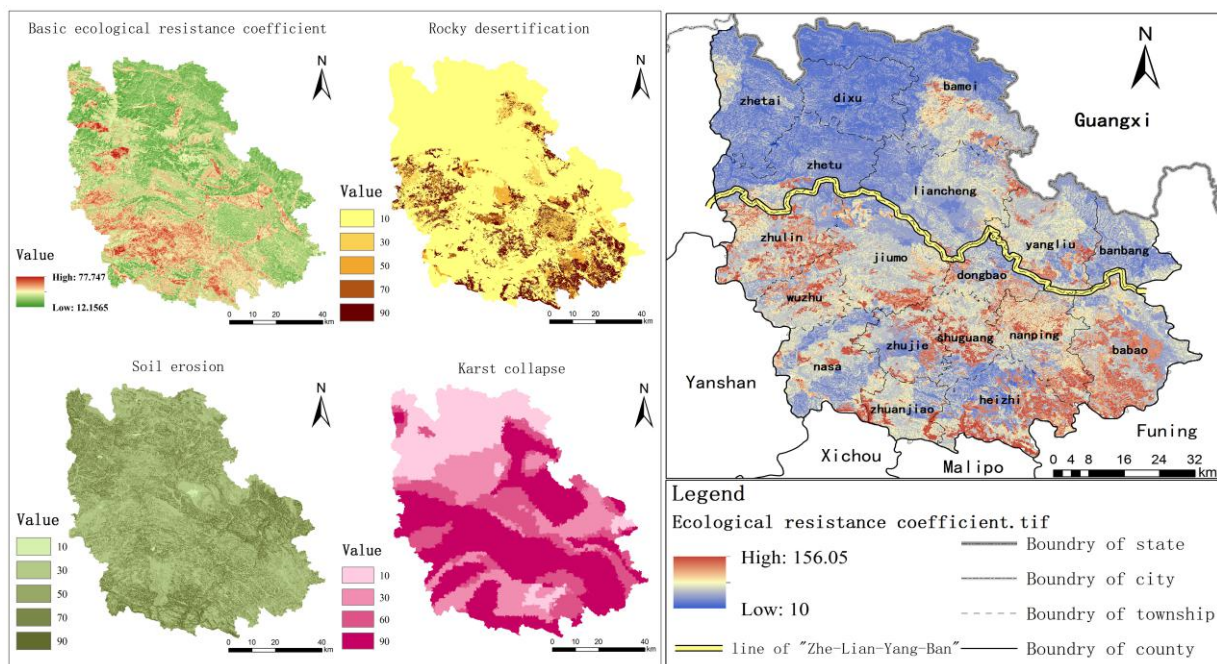 Basic ecological resistance coefficient
N
Value
High: 77.747
Low: 12.1565
0 10 20 30 40
km
Rocky desertification
N
Value
10
30
50
70
90
0 10 20 30 40
km
Soil erosion
N
Value
10
30
50
70
90
0 10 20 30 40
km
Karst collapse
N
Value
10
30
60
90
0 10 20 30 40
km
N
zhetai
dixu
bamei
Guangxi
zhetu
liancheng
zhulin
jiumo
yangliu
banbang
dongbao
wuzhu
shuguang
nanping
zhujie
babao
nasa
heizhi
zhuanjiao
Yanshan
Xichou
Malipo
Funing
0 4 8 16 24 32
km
Legend
Ecological resistance coefficient.tif
High: 156.05
Low: 10
line of "Zhe-Lian-Yang-Ban"
Boundry of state
Boundry of city
Boundry of township
Boundry of county